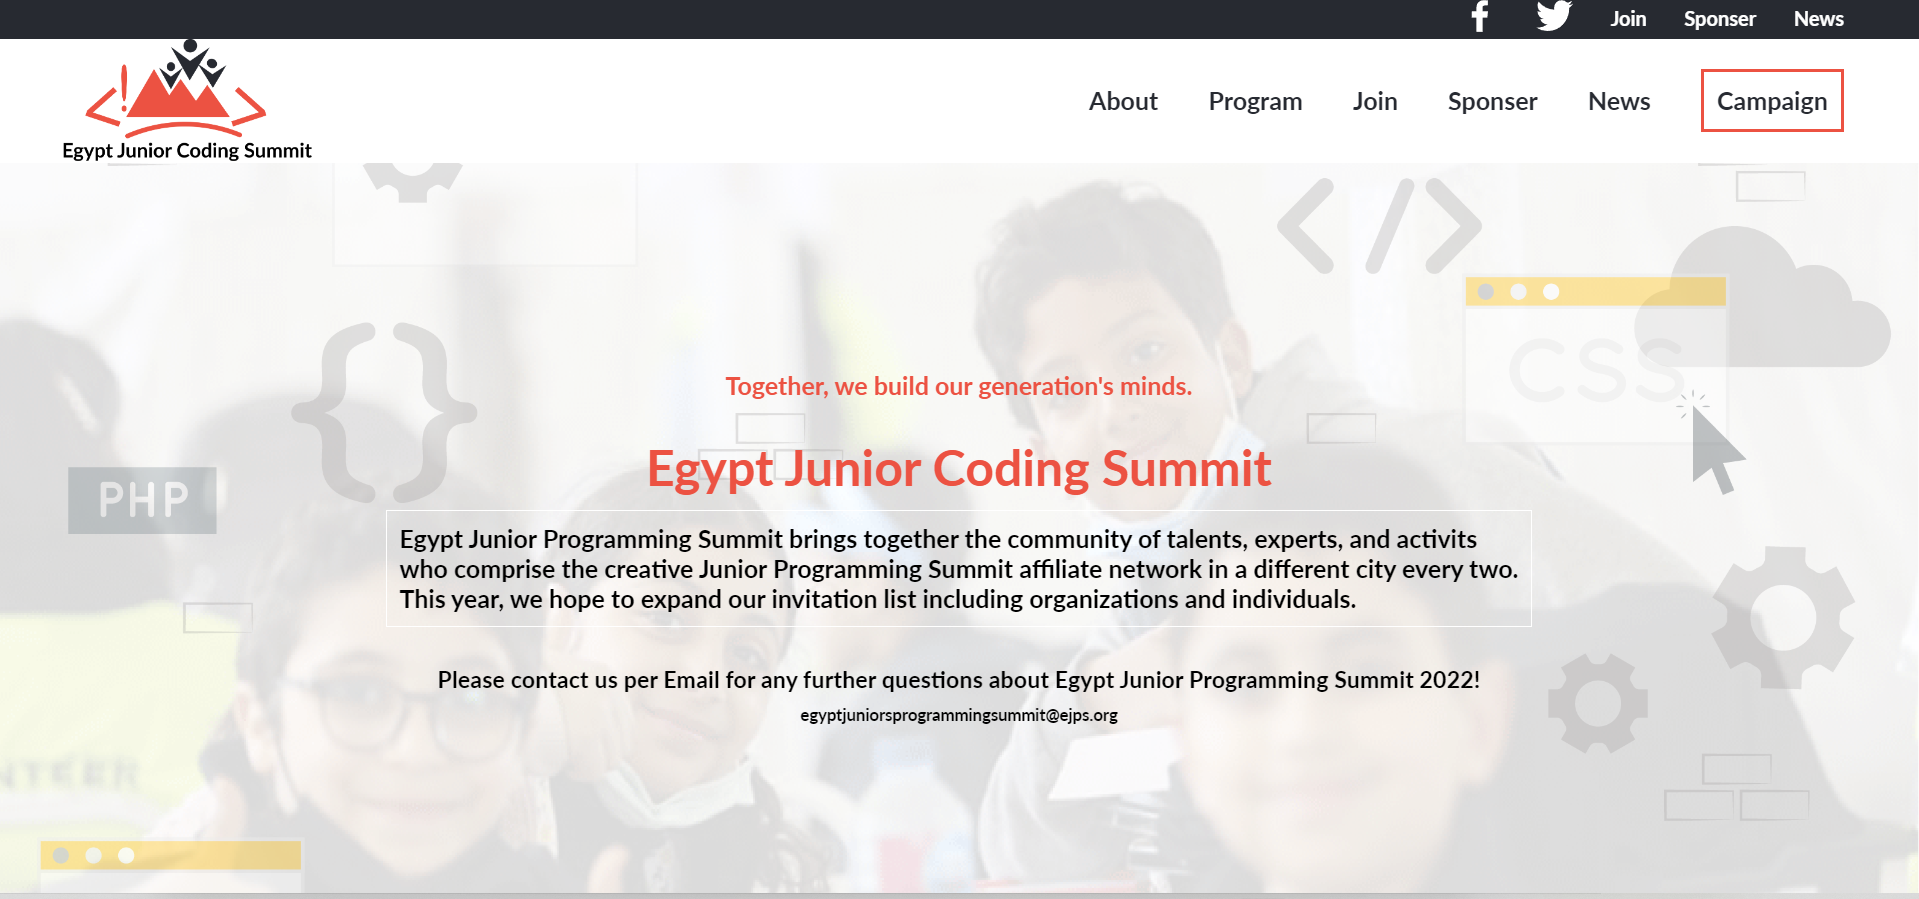 Join Sponser News
Egypt Junior Coding Summit
About Program Join Sponser News Campaign
</>
CSS
{ }
PHP
Together, we build our generation's minds.
Egypt Junior Coding Summit
Egypt Junior Programming Summit brings together the community of talents, experts, and activits
who comprise the creative Junior Programming Summit affiliate network in a different city every two.
This year, we hope to expand our invitation list including organizations and individuals.
Please contact us per Email for any further questions about Egypt Junior Programming Summit 2022!
egyptjuniorsprogrammingsummit@ejps.org
NTEER